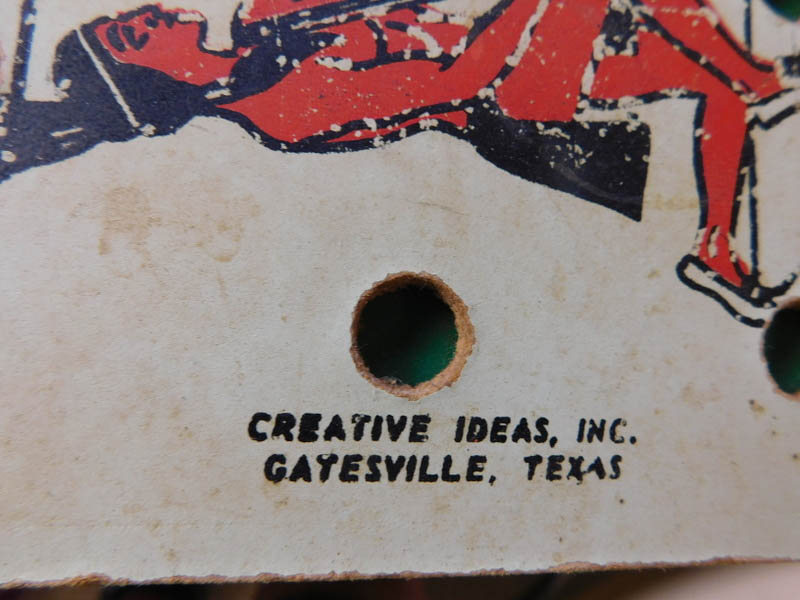 CREATIVE IDEAS, INC.
GATESVILLE, TEXAS